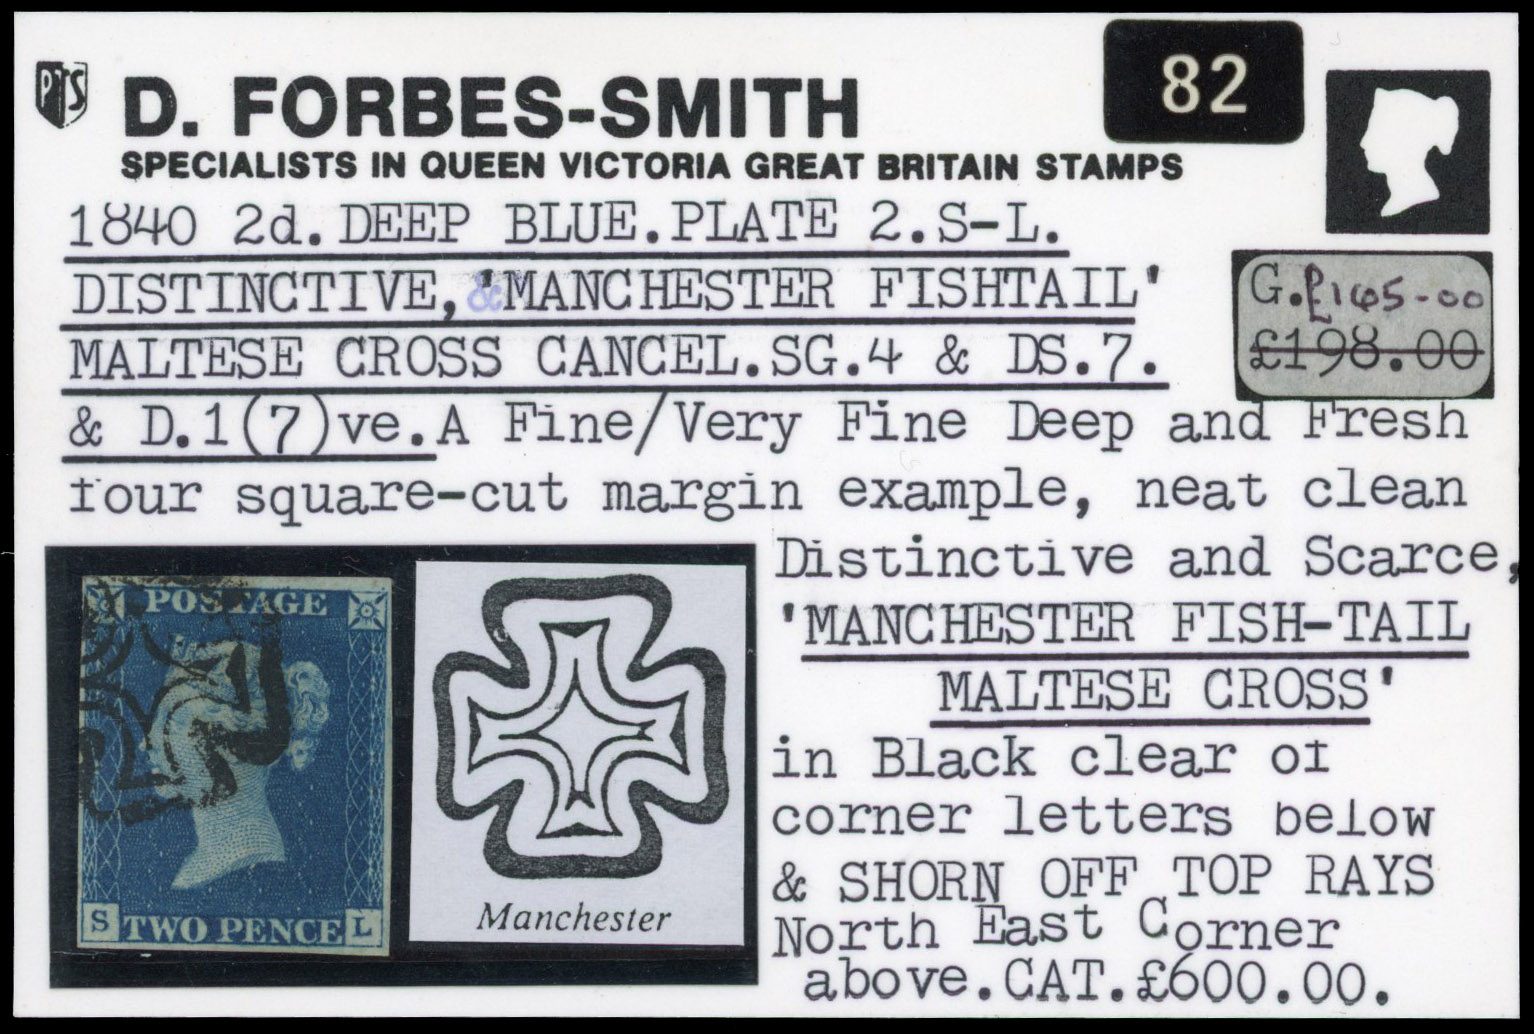 PTS
D. FORBES-SMITH
82
SPECIALISTS IN QUEEN VICTORIA GREAT BRITAIN STAMPS
1840 2d. DEEP BLUE.PLATE 2.S-L.
DISTINCTIVE,&'MANCHESTER FISHTAIL'
G.£165-00
£198.00
MALTESE CROSS CANCEL.SG.4 & DS.7.
& D.1(7)ve.A Fine/Very Fine Deep and Fresh
four square-cut margin example, neat clean
Distinctive and Scarce,
'MANCHESTER FISH-TAIL
MALTESE CROSS'
in Black clear of
corner letters below
& SHORN OFF TOP RAYS
North East Corner
above.CAT.£600.00.
POSTAGE
S TWO PENCE L
Manchester